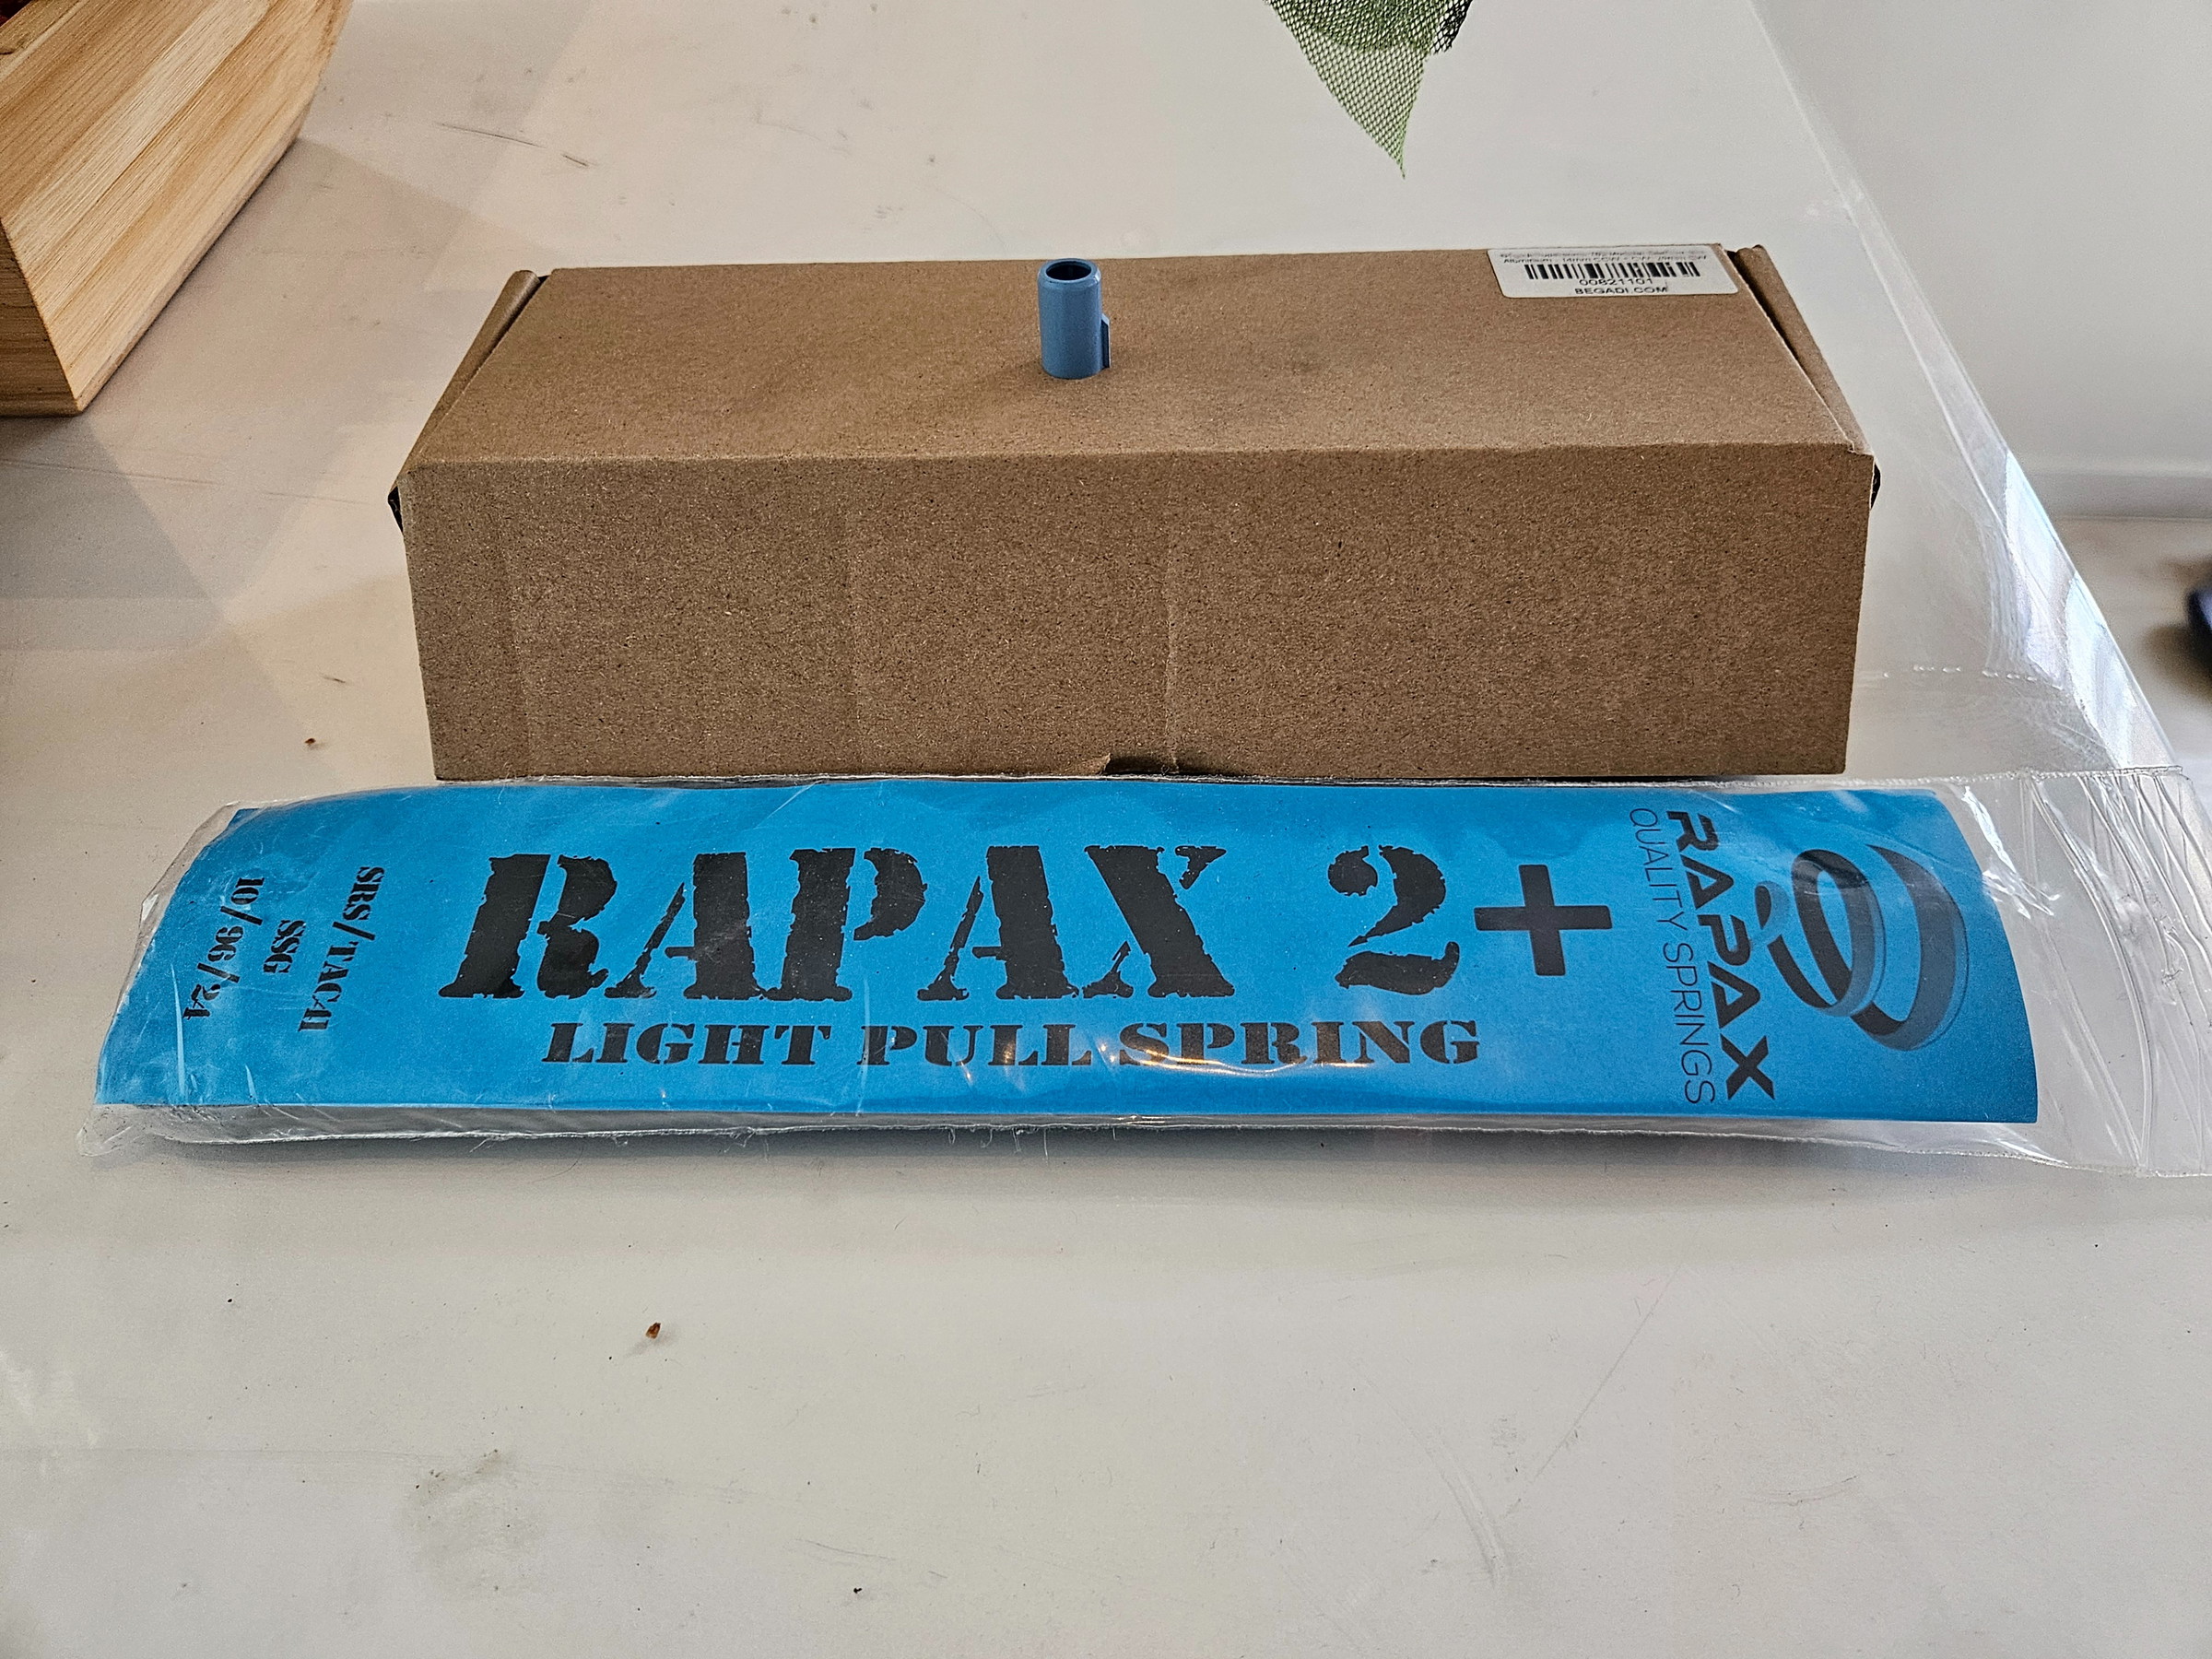 00821101
BEGADI.COM
SRS/TAC41
SSG
10/96/24
RAPAX 2+
LIGHT PULL SPRING
RAPAX
QUALITY SPRINGS